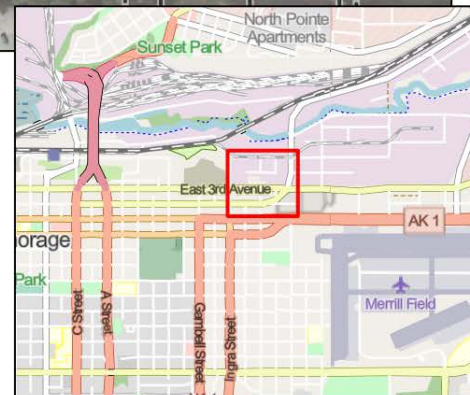 North Pointe
Apartments
Sunset Park
East 3rd Avenue
AK 1
orage
Park
Merrill Field
C Street
A Street
Gambell Street
Ingra Street